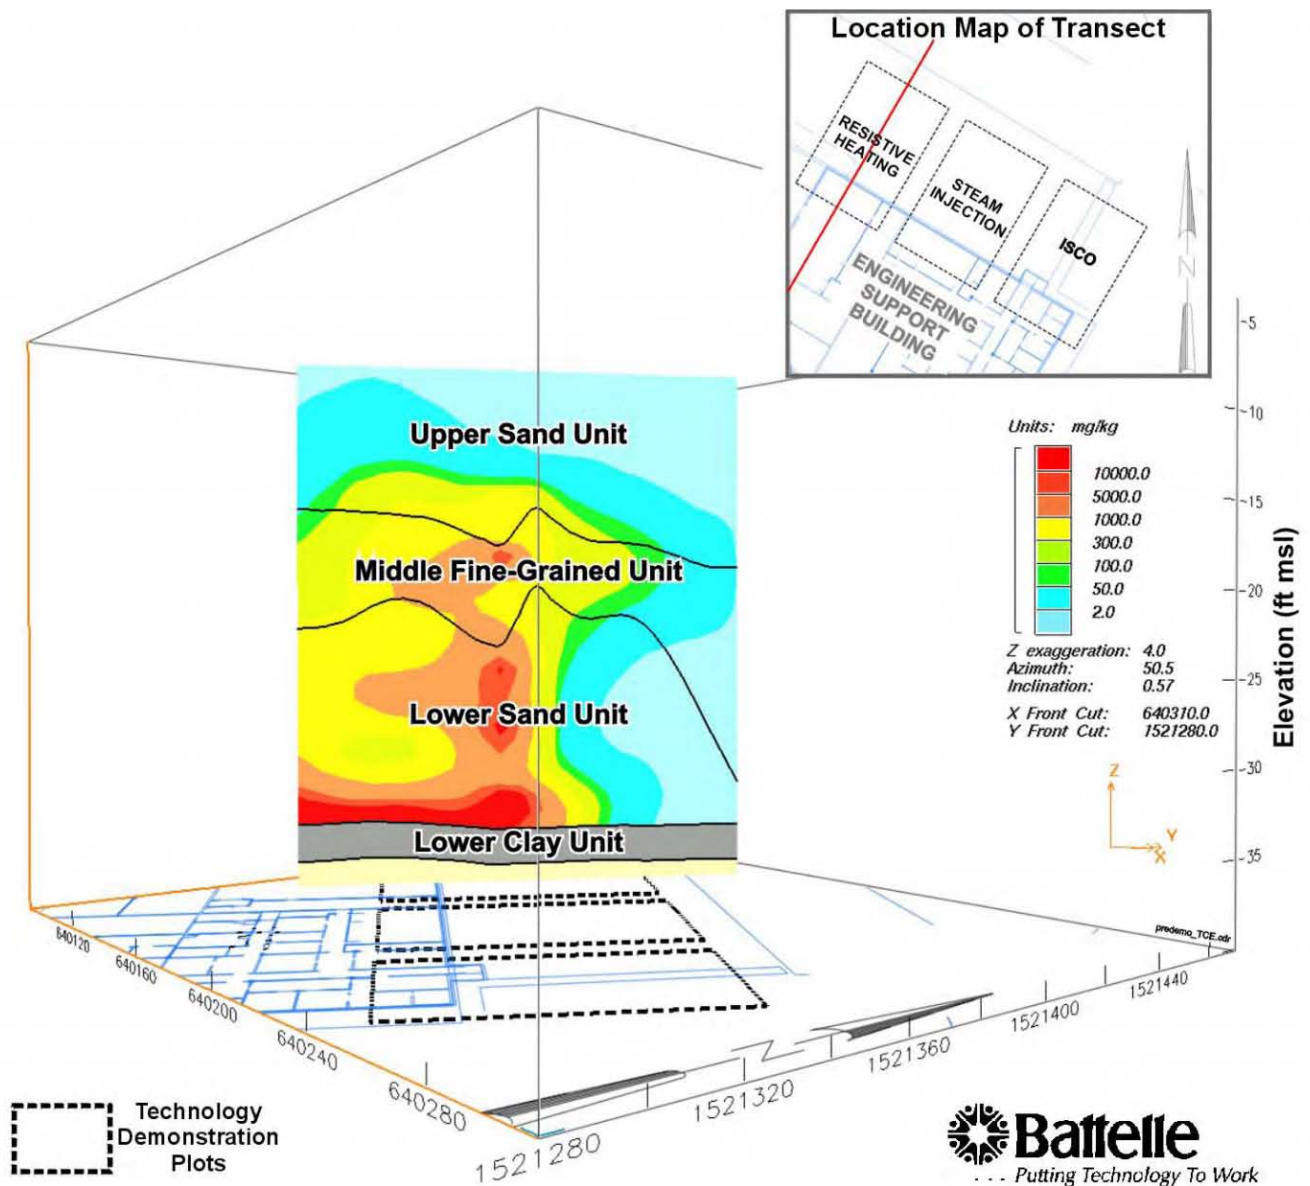 Location Map of Transect
RESISTIVE
HEATING
STEAM
INJECTION
ISCO
ENGINEERING
SUPPORT
BUILDING
N
Upper Sand Unit
Middle Fine-Grained Unit
Lower Sand Unit
Lower Clay Unit
Units: mg/kg
10000.0
5000.0
1000.0
300.0
100.0
50.0
2.0
Z exaggeration: 4.0
Azimuth: 50.5
Inclination: 0.57
X Front Cut: 640310.0
Y Front Cut: 1521280.0
-5
-10
-15
-20
-25
-30
-35
Elevation (ft msl)
Z
Y
X
predemo_TCE.cdr
640120
640160
640200
640240
640280
1521280
1521320
1521360
1521400
1521440
N
Technology
Demonstration
Plots
Battelle
. . . Putting Technology To Work